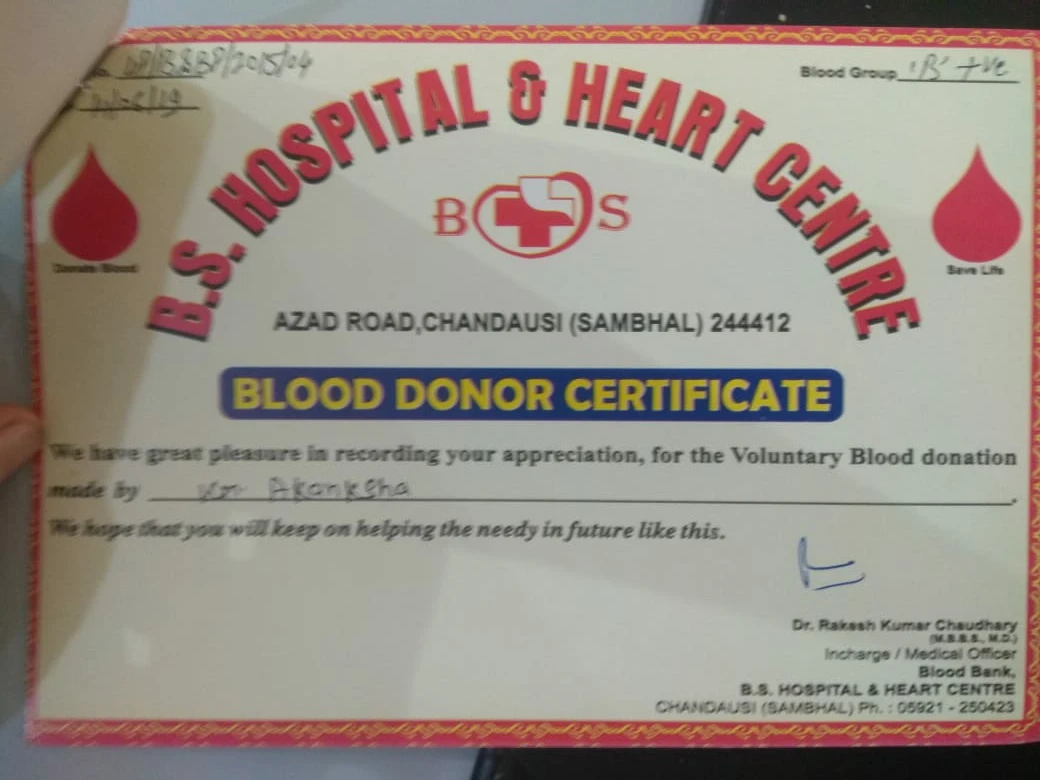 Blood Group 'B' +ve
B.S. HOSPITAL & HEART CENTRE
B S
Donate Blood
Save Life
AZAD ROAD,CHANDAUSI (SAMBHAL) 244412
BLOOD DONOR CERTIFICATE
We have great pleasure in recording your appreciation, for the Voluntary Blood donation
made by Km Akanksha
We hope that you will keep on helping the needy in future like this.
Dr. Rakesh Kumar Chaudhary
(M.B.B.S., M.D.)
Incharge / Medical Officer
Blood Bank,
B.S. HOSPITAL & HEART CENTRE
CHANDAUSI (SAMBHAL) Ph. : 05921 - 250423